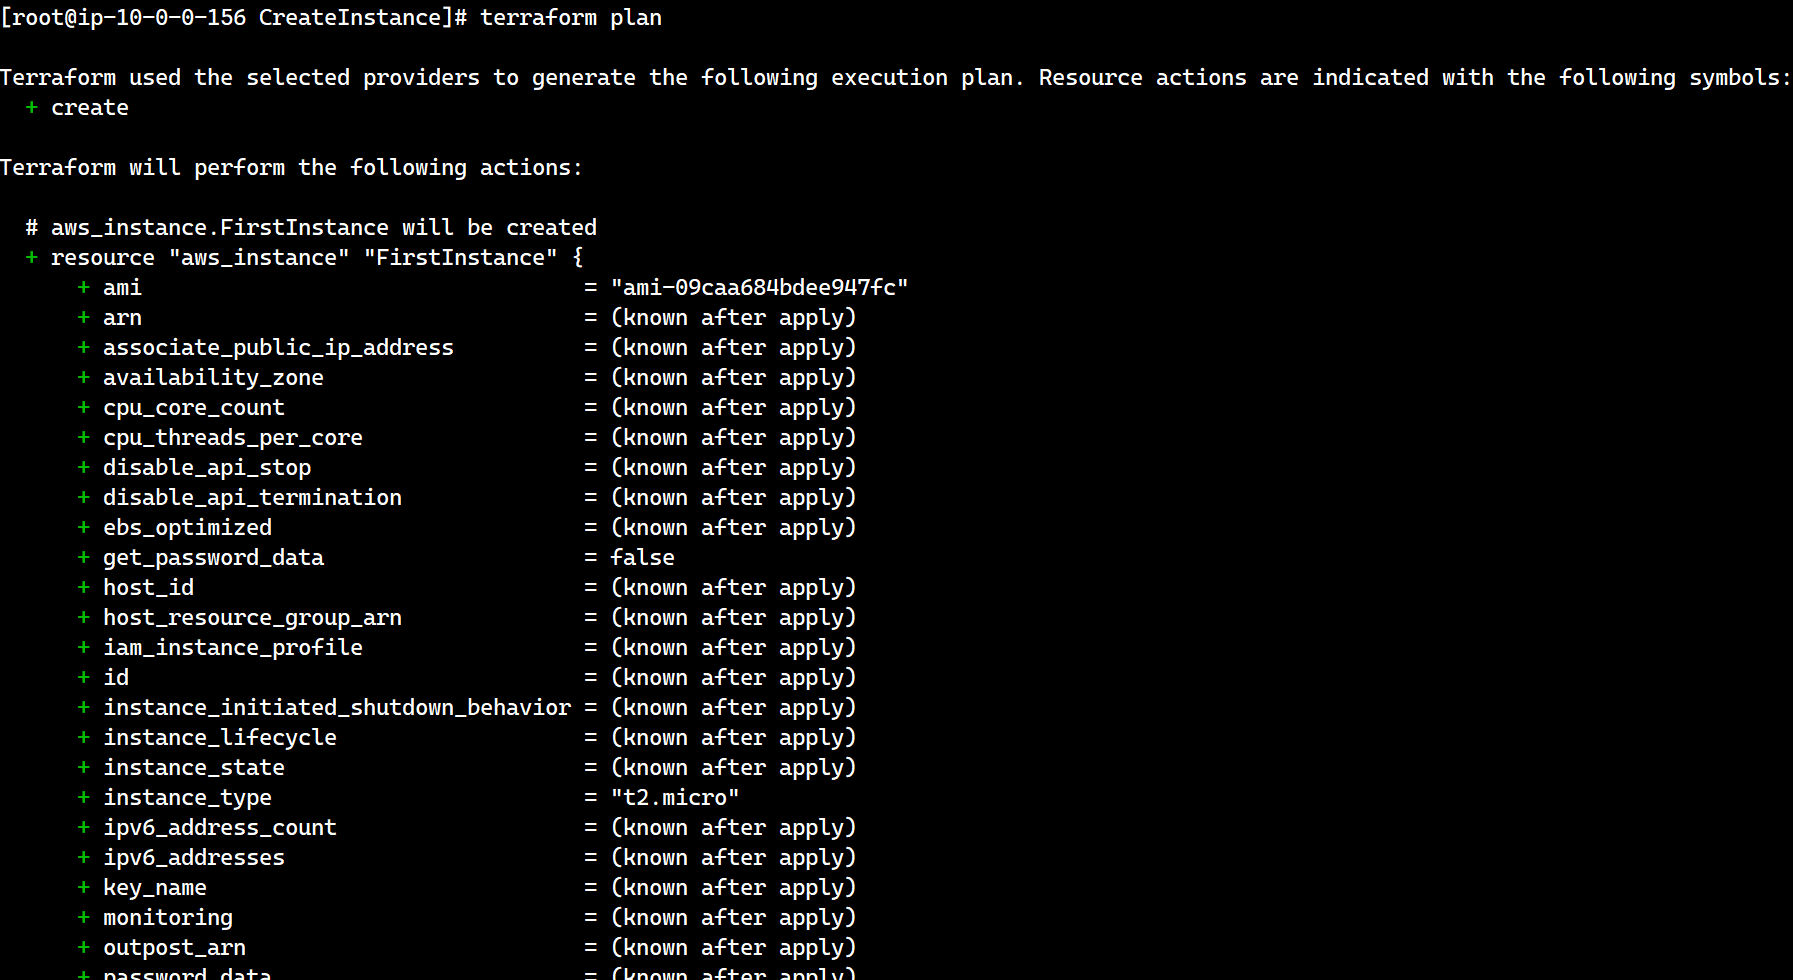 [root@ip-10-0-0-156 CreateInstance]# terraform plan
Terraform used the selected providers to generate the following execution plan. Resource actions are indicated with the following symbols:
  + create
Terraform will perform the following actions:
  # aws_instance.FirstInstance will be created
  + resource "aws_instance" "FirstInstance" {
      + ami                                  = "ami-09caa684bdee947fc"
      + arn                                  = (known after apply)
      + associate_public_ip_address          = (known after apply)
      + availability_zone                    = (known after apply)
      + cpu_core_count                       = (known after apply)
      + cpu_threads_per_core                 = (known after apply)
      + disable_api_stop                     = (known after apply)
      + disable_api_termination              = (known after apply)
      + ebs_optimized                        = (known after apply)
      + get_password_data                    = false
      + host_id                              = (known after apply)
      + host_resource_group_arn              = (known after apply)
      + iam_instance_profile                 = (known after apply)
      + id                                   = (known after apply)
      + instance_initiated_shutdown_behavior = (known after apply)
      + instance_lifecycle                   = (known after apply)
      + instance_state                       = (known after apply)
      + instance_type                        = "t2.micro"
      + ipv6_address_count                   = (known after apply)
      + ipv6_addresses                       = (known after apply)
      + key_name                             = (known after apply)
      + monitoring                           = (known after apply)
      + outpost_arn                          = (known after apply)
      + password_data                        = (known after apply)